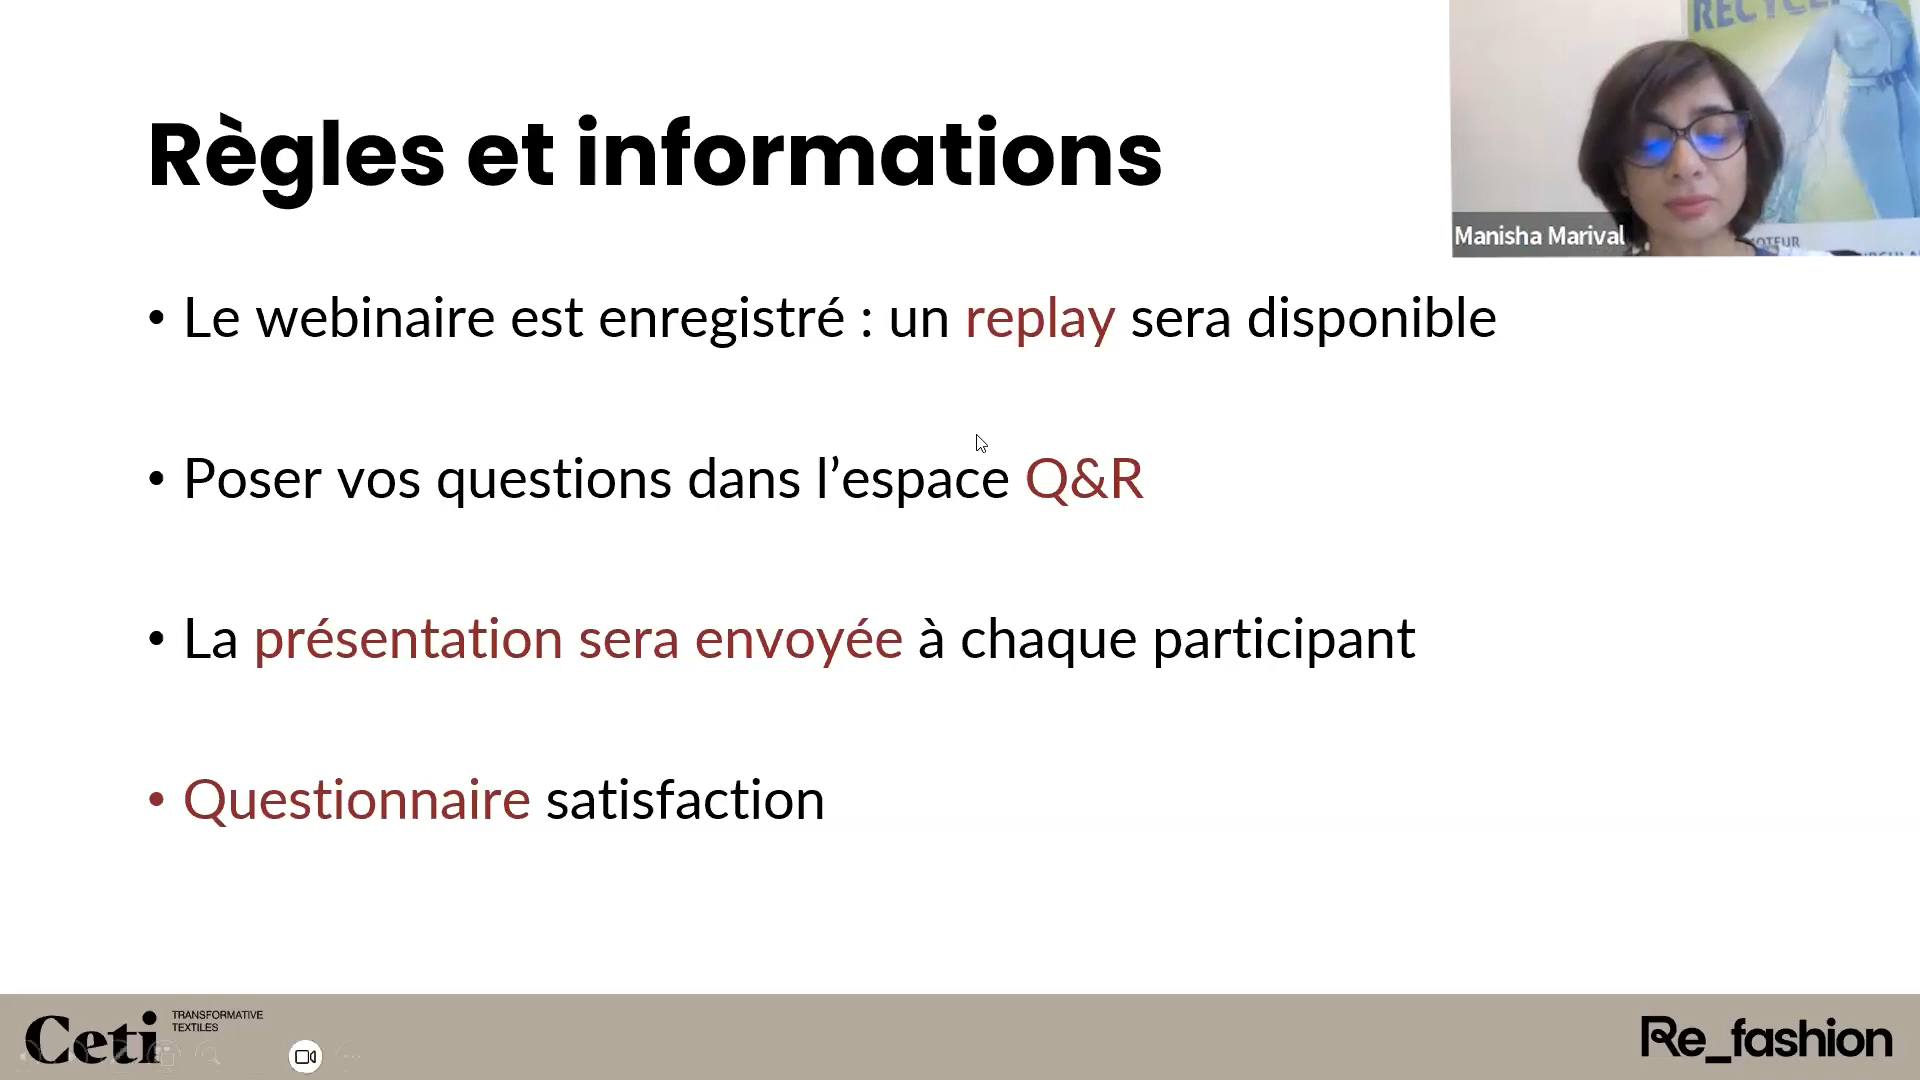 RECYCL
Règles et informations
Manisha Marival
• Le webinaire est enregistré : un replay sera disponible
• Poser vos questions dans l’espace Q&R
• La présentation sera envoyée à chaque participant
• Questionnaire satisfaction
Ceti TRANSFORMATIVE
TEXTILES
Re_fashion